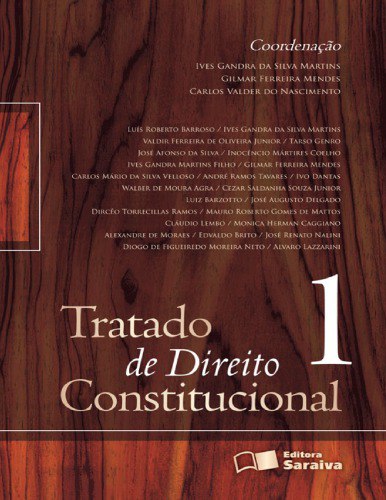 Coordenação
Ives Gandra da Silva Martins
Gilmar Ferreira Mendes
Carlos Valder do Nascimento
Luís Roberto Barroso / Ives Gandra da Silva Martins
Valdir Ferreira de Oliveira Junior / Tarso Genro
José Afonso da Silva / Inocêncio Mártires Coelho
Ives Gandra Martins Filho / Gilmar Ferreira Mendes
Carlos Mário da Silva Velloso / André Ramos Tavares / Ivo Dantas
Walber de Moura Agra / Cezar Saldanha Souza Junior
Luiz Barzotto / José Augusto Delgado
Dircêo Torrecillas Ramos / Mauro Roberto Gomes de Mattos
Cláudio Lembo / Monica Herman Caggiano
Alexandre de Moraes / Edvaldo Brito / José Renato Nalini
Diogo de Figueiredo Moreira Neto / Alvaro Lazzarini
1
Tratado
de Direito
Constitucional
Editora
Saraiva